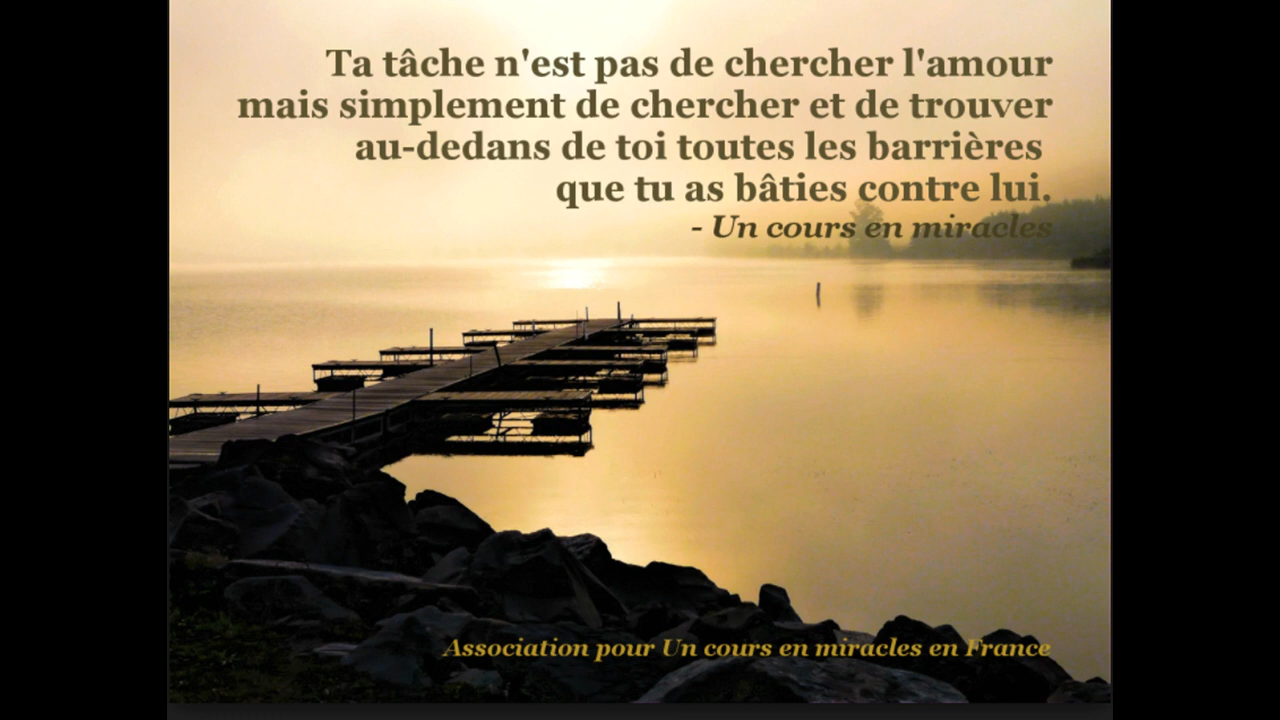 Ta tâche n'est pas de chercher l'amour
mais simplement de chercher et de trouver
au-dedans de toi toutes les barrières
que tu as bâties contre lui.
- Un cours en miracles
Association pour Un cours en miracles en France